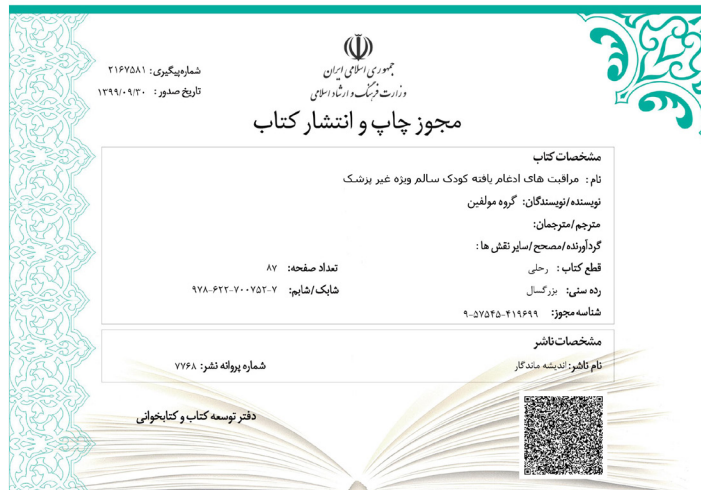 جمهوری اسلامی ایران
وزارت فرهنگ و ارشاد اسلامی
شماره‌پیگیری: ۲۱۶۷۵۸۱
تاریخ صدور: ۱۳۹۹/۰۹/۳۰
مجوز چاپ و انتشار کتاب
مشخصات کتاب
نام: مراقبت های ادغام یافته کودک سالم ویژه غیر پزشک
نویسنده/نویسندگان: گروه مولفین
مترجم/مترجمان:
گردآورنده/مصحح/سایر نقش ها:
قطع کتاب: رحلی تعداد صفحه: ۸۷
رده سنی: بزرگسال شابک/شابم: ۹۷۸-۶۲۲-۷۰۰۷۵۲-۷
شناسه مجوز: ۹-۵۷۵۴۵-۴۱۹۶۹۹
مشخصات ناشر
نام ناشر: اندیشه ماندگار شماره پروانه نشر: ۷۷۶۸
دفتر توسعه کتاب و کتابخوانی